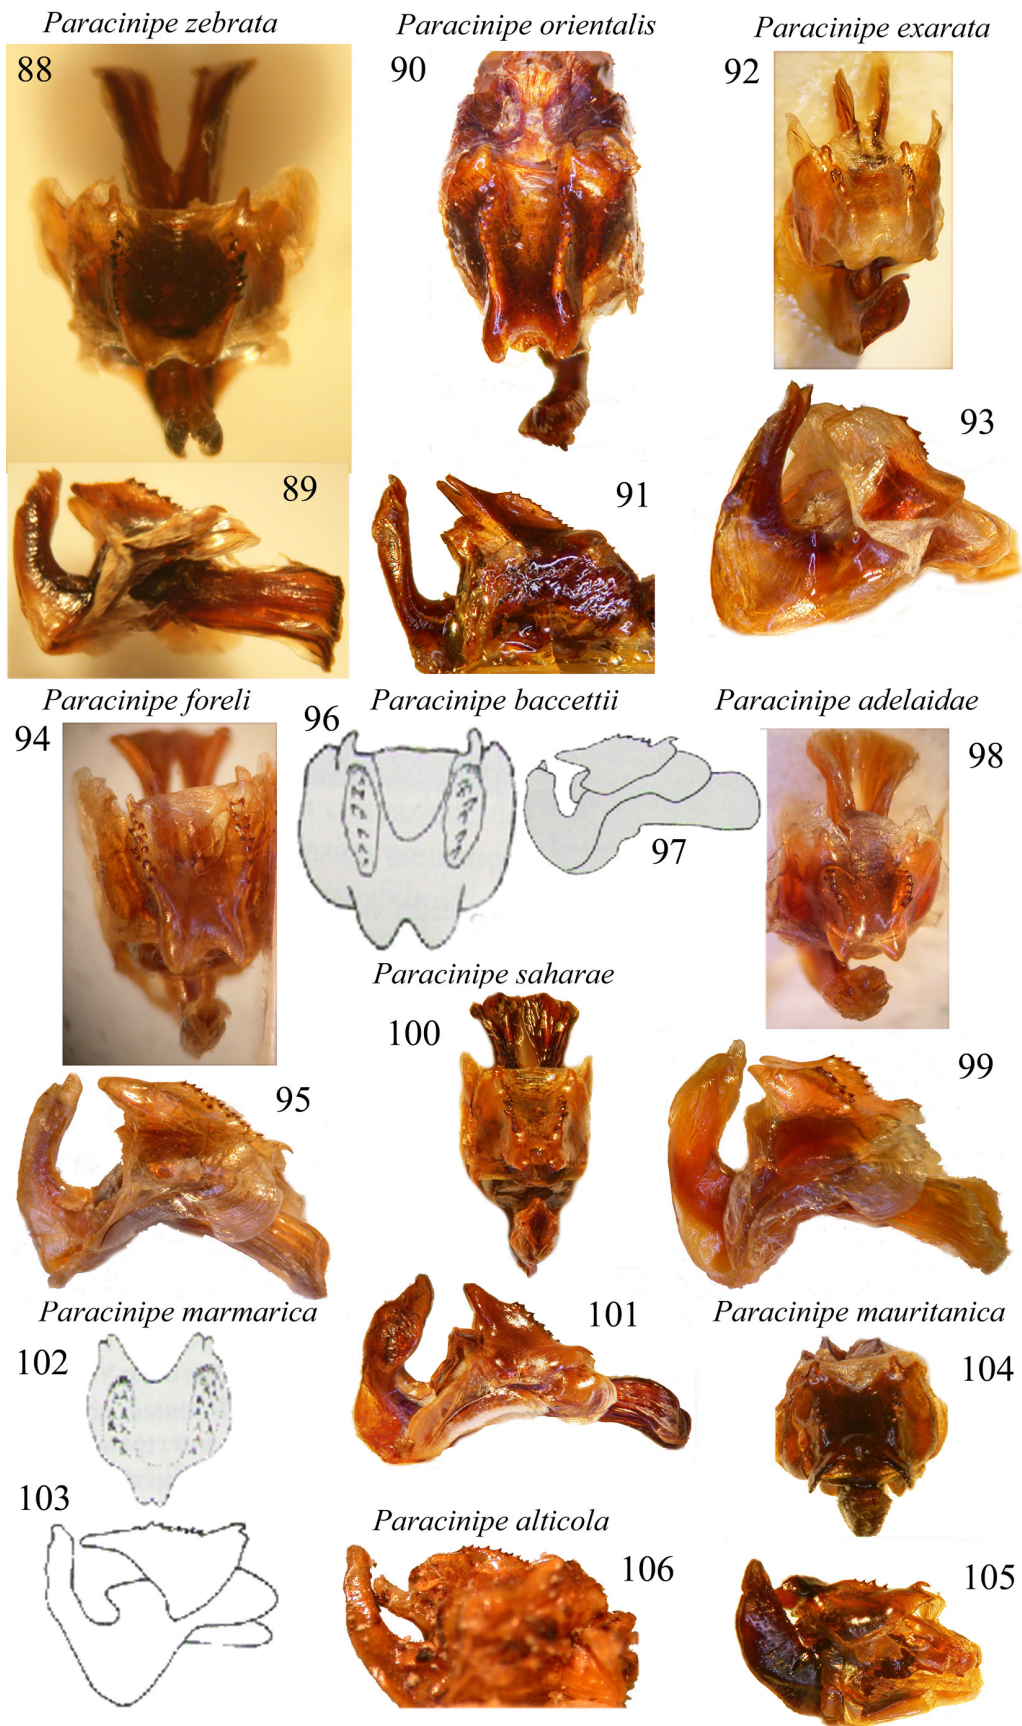 Paracinipe zebrata
Paracinipe orientalis
Paracinipe exarata
88
90
92
89
91
93
Paracinipe foreli
Paracinipe baccettii
Paracinipe adelaidae
94
96
98
97
Paracinipe saharae
100
95
99
Paracinipe marmarica
101
Paracinipe mauritanica
102
104
103
Paracinipe alticola
106
105